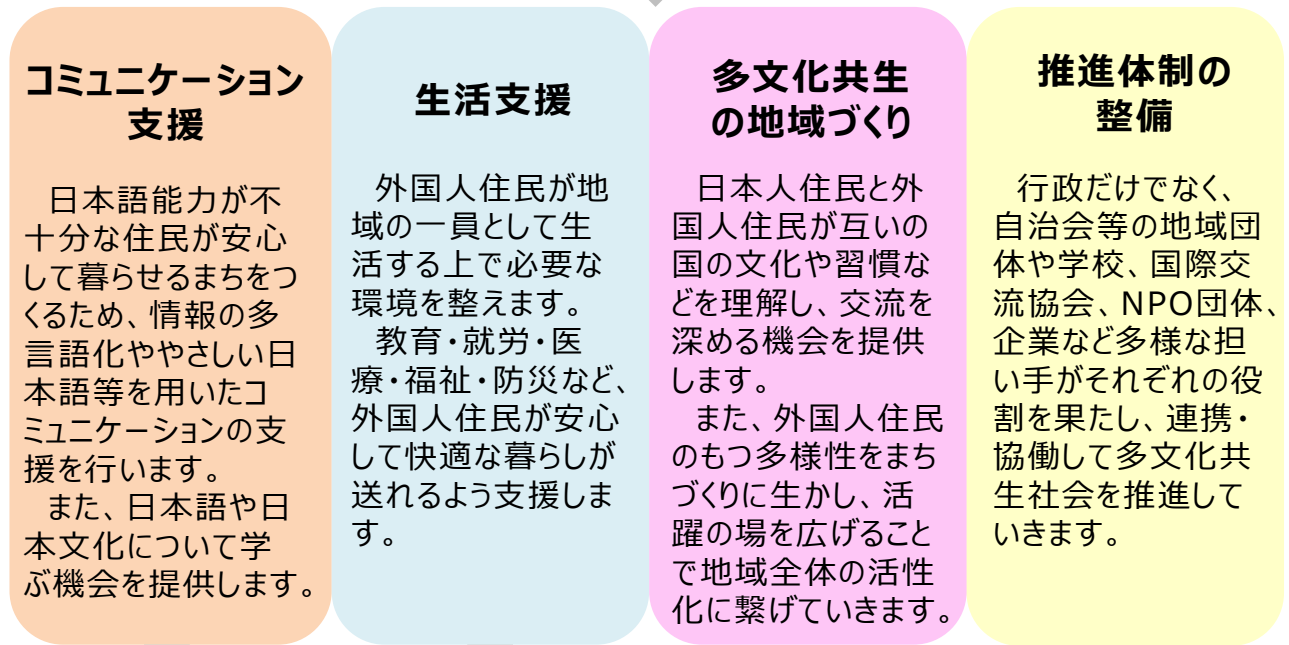 コミュニケーション
支援
日本語能力が不
十分な住民が安心
して暮らせるまちをつ
くるため、情報の多
言語化ややさしい日
本語等を用いたコ
ミュニケーションの支
援を行います。
また、日本語や日
本文化について学
ぶ機会を提供します。
生活支援
外国人住民が地
域の一員として生
活する上で必要な
環境を整えます。
教育・就労・医
療・福祉・防災など、
外国人住民が安心
して快適な暮らしが
送れるよう支援しま
す。
多文化共生
の地域づくり
日本人住民と外
国人住民が互いの
国の文化や習慣な
どを理解し、交流を
深める機会を提供
します。
また、外国人住民
のもつ多様性をまち
づくりに生かし、活
躍の場を広げること
で地域全体の活性
化に繋げていきます。
推進体制の
整備
行政だけでなく、
自治会等の地域団
体や学校、国際交
流協会、NPO団体、
企業など多様な担
い手がそれぞれの役
割を果たし、連携・
協働して多文化共
生社会を推進して
いきます。